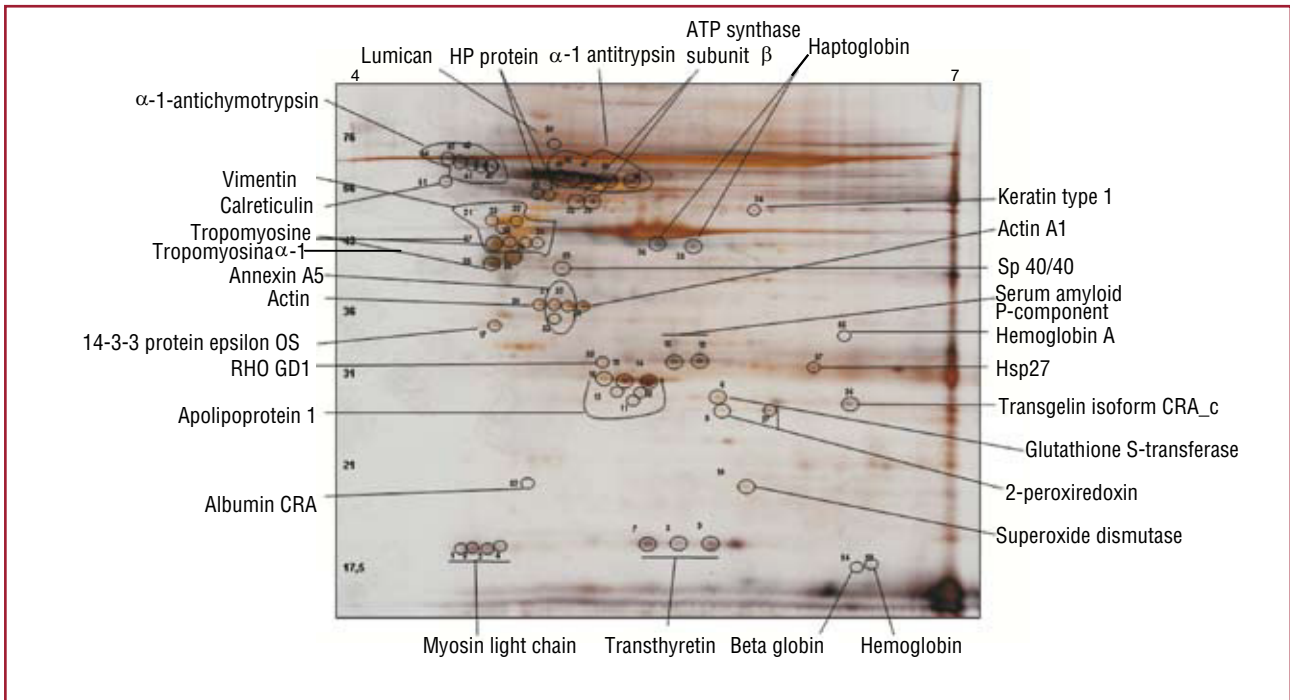 ATP synthase
Lumican HP protein α-1 antitrypsin subunit β Haptoglobin
4 7
α-1-antichymotrypsin
76
66
Vimentin
Calreticulin
Keratin type 1
Tropomyosine
43
Actin A1
Tropomyosinaα-1
Sp 40/40
Annexin A5
Actin
Serum amyloid
P-component
36
14-3-3 protein epsilon OS
Hemoglobin A
RHO GD1
31
Hsp27
Apolipoprotein 1
Transgelin isoform CRA_c
Glutathione S-transferase
21
2-peroxiredoxin
Albumin CRA
Superoxide dismutase
17,5
Myosin light chain Transthyretin Beta globin Hemoglobin